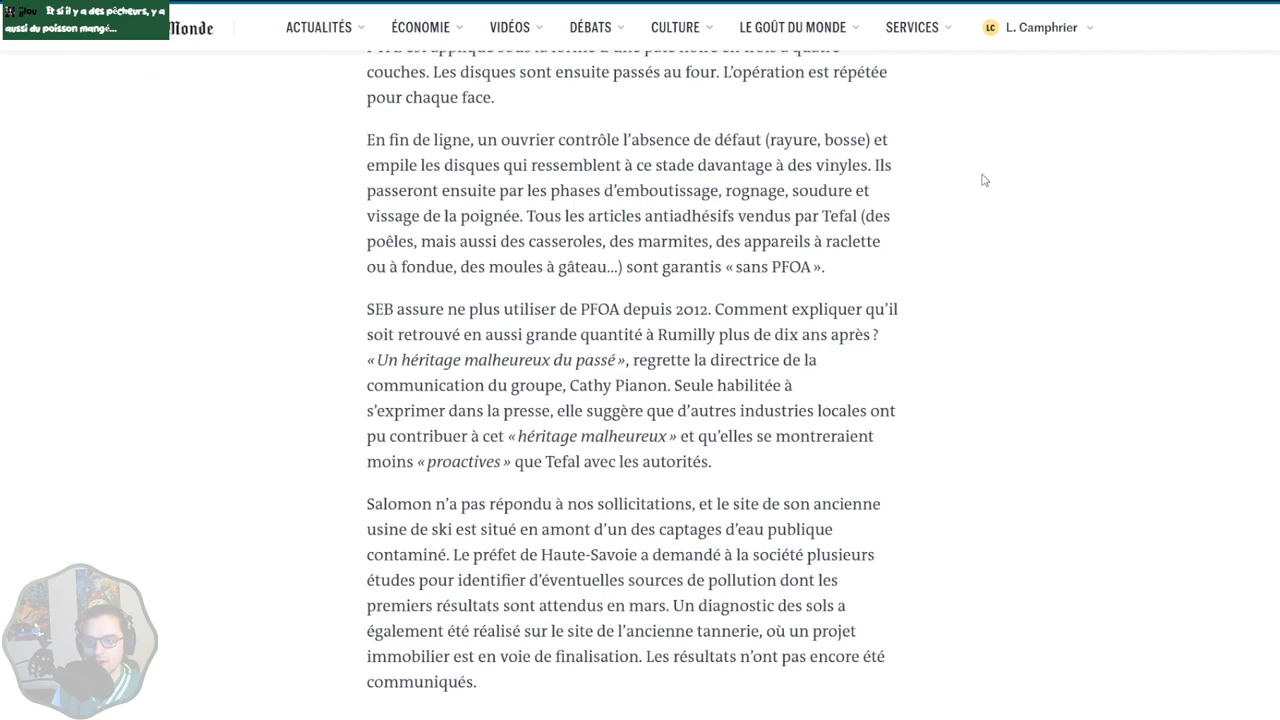 Et si il y a des pêcheurs, y a
aussi du poisson mangé...
Monde
ACTUALITÉS
ÉCONOMIE
VIDÉOS
DÉBATS
CULTURE
LE GOÛT DU MONDE
SERVICES
LC
L. Camphrier
couches. Les disques sont ensuite passés au four. L’opération est répétée
pour chaque face.
En fin de ligne, un ouvrier contrôle l’absence de défaut (rayure, bosse) et
empile les disques qui ressemblent à ce stade davantage à des vinyles. Ils
passeront ensuite par les phases d’emboutissage, rognage, soudure et
vissage de la poignée. Tous les articles antiadhésifs vendus par Tefal (des
poêles, mais aussi des casseroles, des marmites, des appareils à raclette
ou à fondue, des moules à gâteau…) sont garantis « sans PFOA ».
SEB assure ne plus utiliser de PFOA depuis 2012. Comment expliquer qu’il
soit retrouvé en aussi grande quantité à Rumilly plus de dix ans après ?
« Un héritage malheureux du passé », regrette la directrice de la
communication du groupe, Cathy Pianon. Seule habilitée à
s’exprimer dans la presse, elle suggère que d’autres industries locales ont
pu contribuer à cet « héritage malheureux » et qu’elles se montreraient
moins « proactives » que Tefal avec les autorités.
Salomon n’a pas répondu à nos sollicitations, et le site de son ancienne
usine de ski est situé en amont d’un des captages d’eau publique
contaminé. Le préfet de Haute-Savoie a demandé à la société plusieurs
études pour identifier d’éventuelles sources de pollution dont les
premiers résultats sont attendus en mars. Un diagnostic des sols a
également été réalisé sur le site de l’ancienne tannerie, où un projet
immobilier est en voie de finalisation. Les résultats n’ont pas encore été
communiqués.